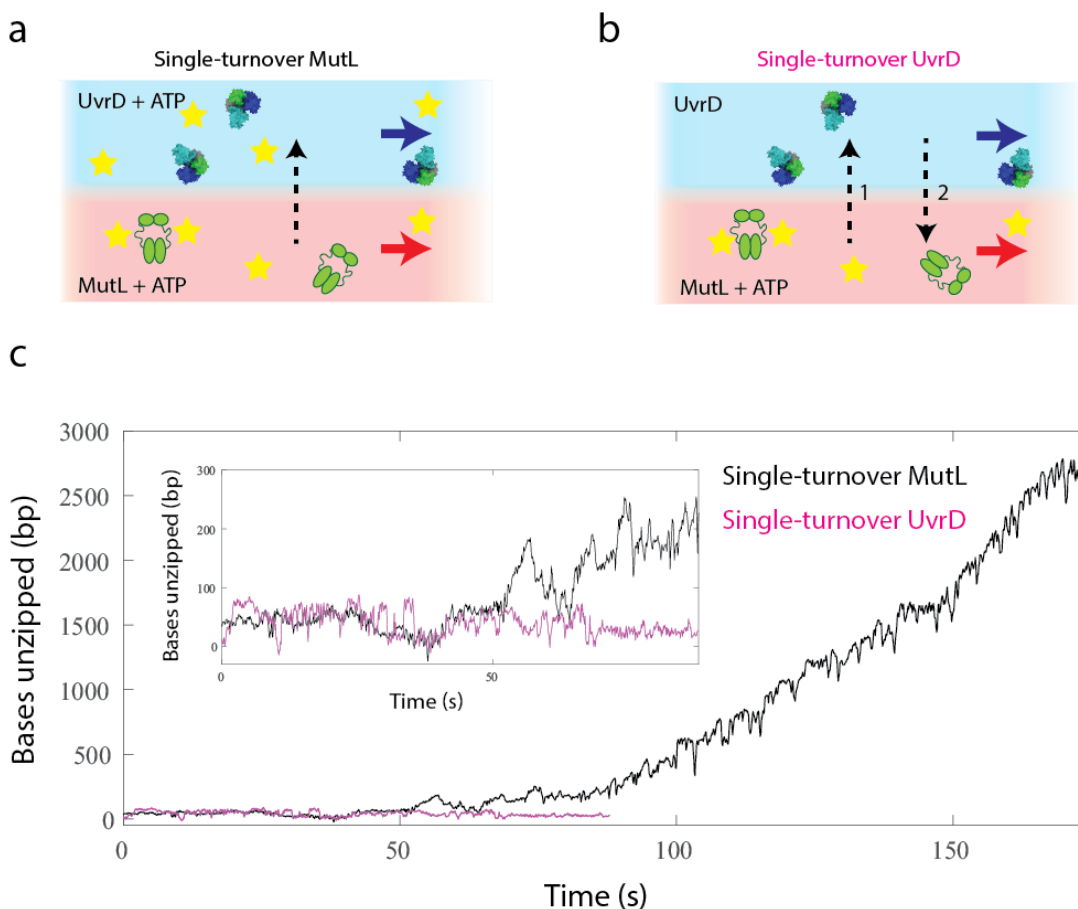 a
Single-turnover MutL
UvrD + ATP
MutL + ATP
b
Single-turnover UvrD
UvrD
1
2
MutL + ATP
c
Bases unzipped (bp)
3000
2500
2000
1500
1000
500
0
0
50
100
150
Time (s)
Bases unzipped (bp)
300
200
100
0
0
50
Time (s)
Single-turnover MutL
Single-turnover UvrD